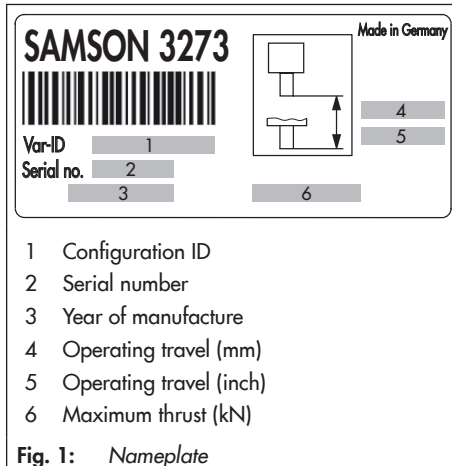 SAMSON 3273
Made in Germany
4
5
Var-ID 1
Serial no. 2
3 6
1 Configuration ID
2 Serial number
3 Year of manufacture
4 Operating travel (mm)
5 Operating travel (inch)
6 Maximum thrust (kN)
Fig. 1: Nameplate